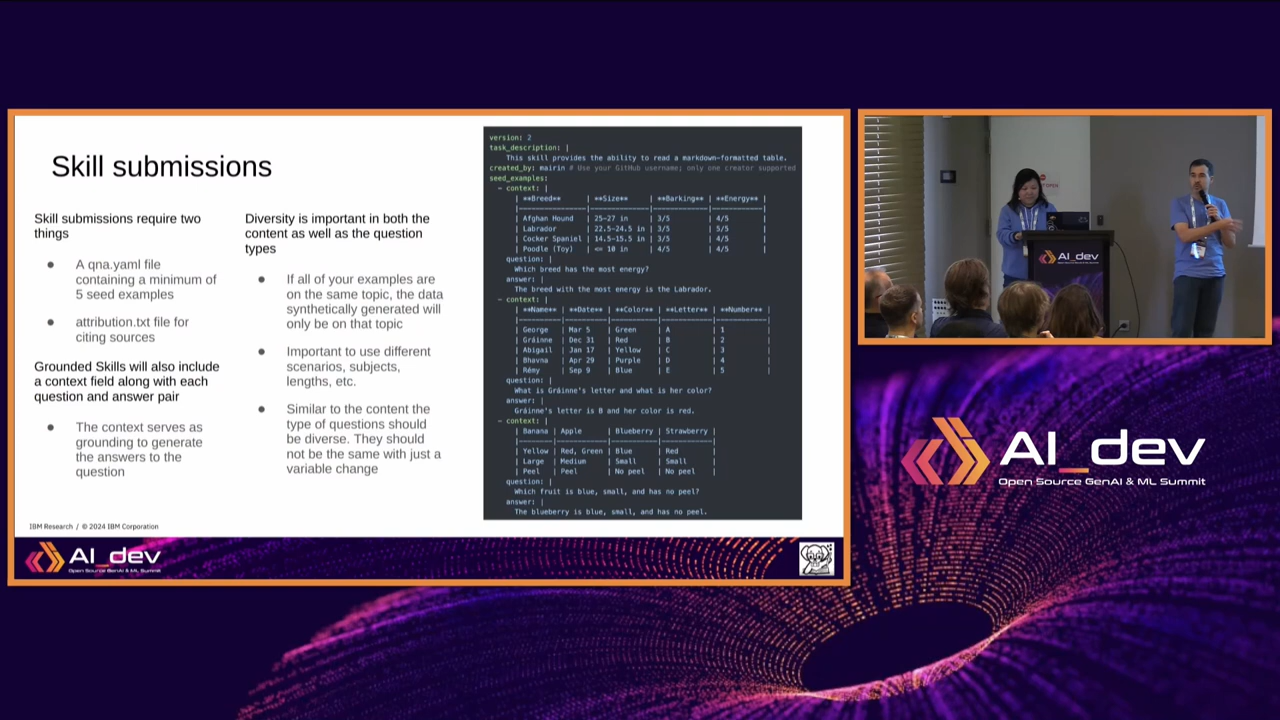 Skill submissions
Skill submissions require two
things
● A qna.yaml file
containing a minimum of
5 seed examples
● attribution.txt file for
citing sources
Grounded Skills will also include
a context field along with each
question and answer pair
● The context serves as
grounding to generate
the answers to the
question
Diversity is important in both the
content as well as the question
types
● If all of your examples are
on the same topic, the data
synthetically generated will
only be on that topic
● Important to use different
scenarios, subjects,
lengths, etc.
● Similar to the content the
type of questions should
be diverse. They should
not be the same with just a
variable change
version: 2
task_description: |
This skill provides the ability to read a markdown-formatted table.
created_by: mairin # Use your GitHub username; only one creator supported
seed_examples:
- context: |
| **Breed** | **Size** | **Barking** | **Energy** |
|----------------|--------------|-------------|------------|
| Afghan Hound | 25-27 in | 3/5 | 4/5
| Labrador | 22.5-24.5 in | 3/5 | 5/5
| Cocker Spaniel | 14.5-15.5 in | 3/5 | 4/5
| Poodle (Toy) | <= 10 in | 4/5 | 4/5
question: |
Which breed has the most energy?
answer: |
The breed with the most energy is the Labrador.
- context: |
| **Name** | **Date** | **Color** | **Letter** | **Number** |
|----------|----------|-----------|------------|------------|
| George | Mar 5 | Green | A | 1 |
| Gráinne | Dec 31 | Red | B | 2 |
| Abigail | Jan 17 | Yellow | C | 3 |
| Bhavna | Apr 29 | Purple | D | 4 |
| Rémy | Sep 9 | Blue | E | 5 |
question: |
What is Gráinne's letter and what is her color?
answer: |
Gráinne's letter is B and her color is red.
- context: |
| Banana | Apple | Blueberry | Strawberry |
|--------|------------|-----------|------------|
| Yellow | Red, Green | Blue | Red |
| Large | Medium | Small | Small |
| Peel | Peel | No peel | No peel |
question: |
Which fruit is blue, small, and has no peel?
answer: |
The blueberry is blue, small, and has no peel.
IBM Research / © 2024 IBM Corporation
AI_dev
Open Source GenAI & ML Summit
AI_dev
AI_dev
Open Source GenAI & ML Summit